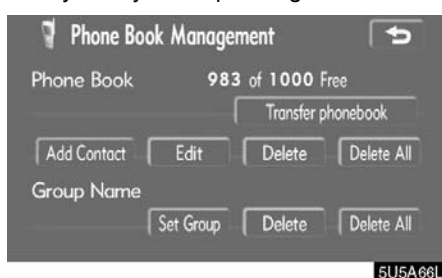 Phone Book Management
Phone Book 983 of 1000 Free
Transfer phonebook
Add Contact Edit Delete Delete All
Group Name
Set Group Delete Delete All
5U5A66L